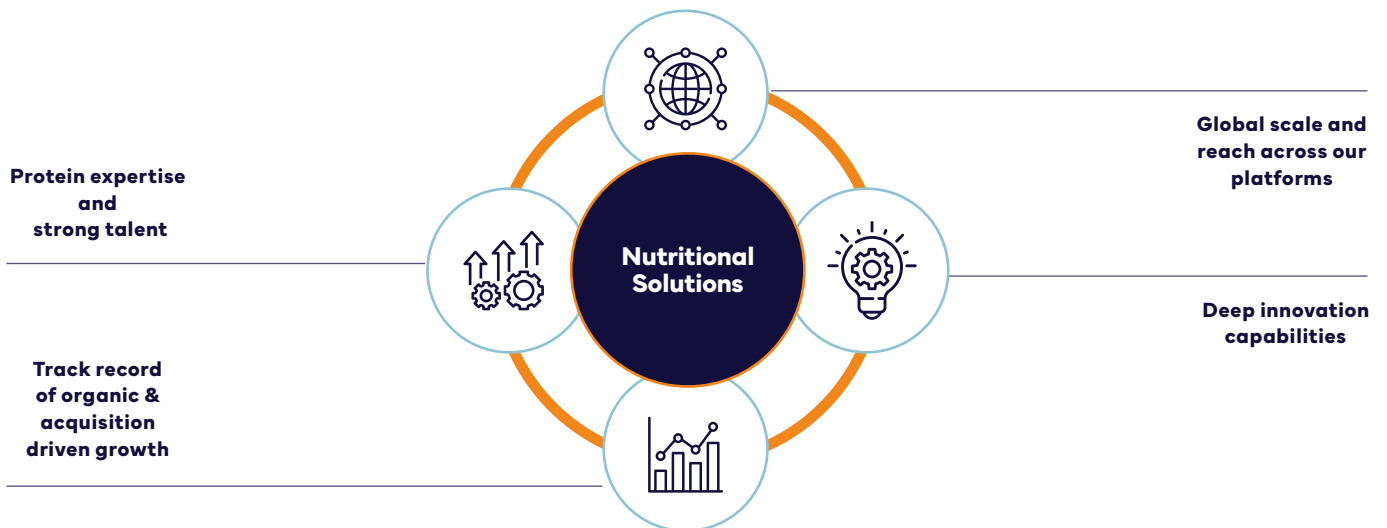 Global scale and
reach across our
platforms
Protein expertise
and
strong talent
Nutritional
Solutions
Deep innovation
capabilities
Track record
of organic &
acquisition
driven growth